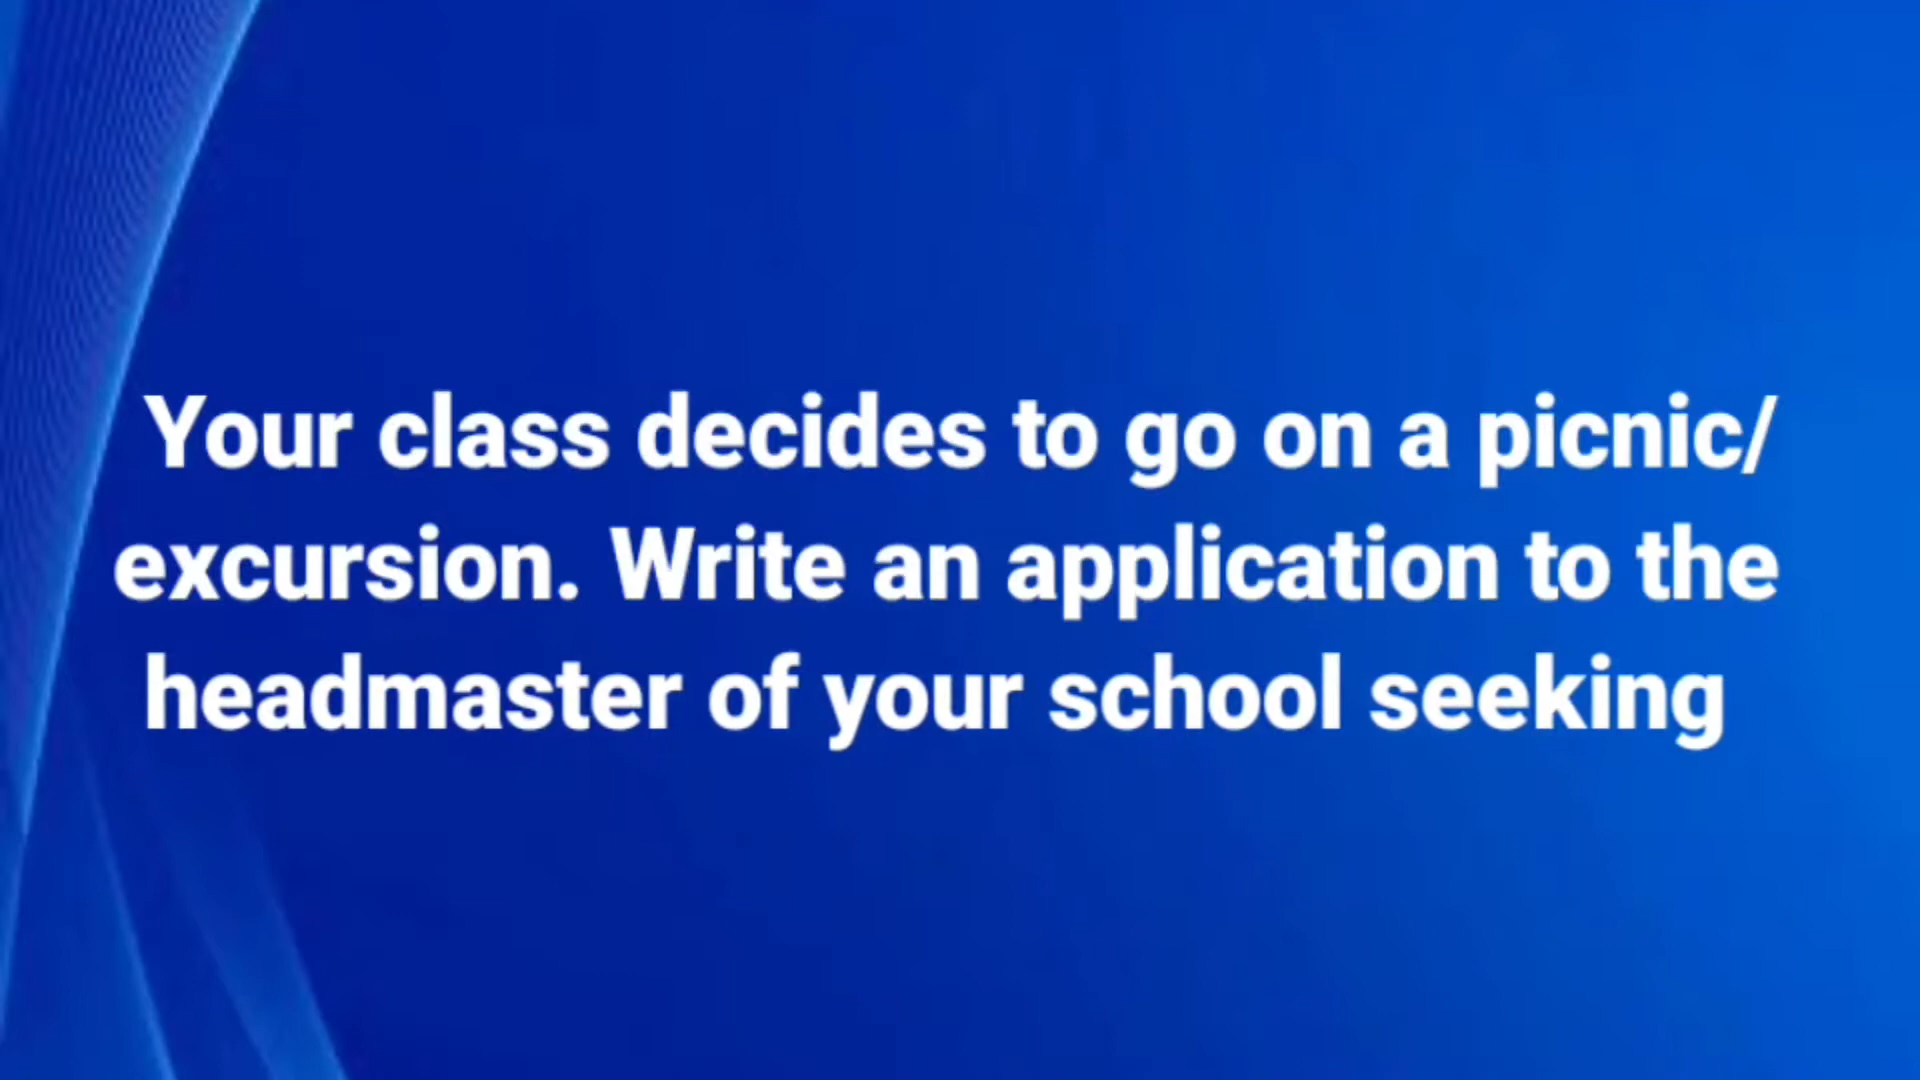 Your class decides to go on a picnic/
excursion. Write an application to the
headmaster of your school seeking